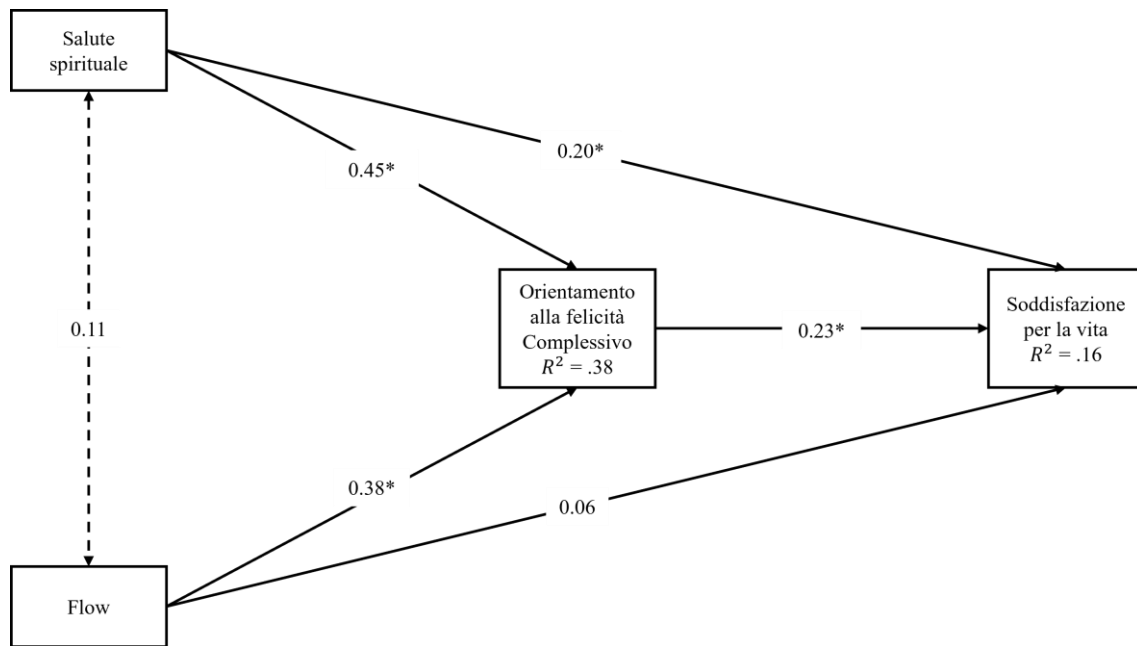 Salute
spirituale
0.20*
0.45*
Orientamento
alla felicità
Complessivo
R² = .38
0.23*
Soddisfazione
per la vita
R² = .16
0.11
0.38*
0.06
Flow